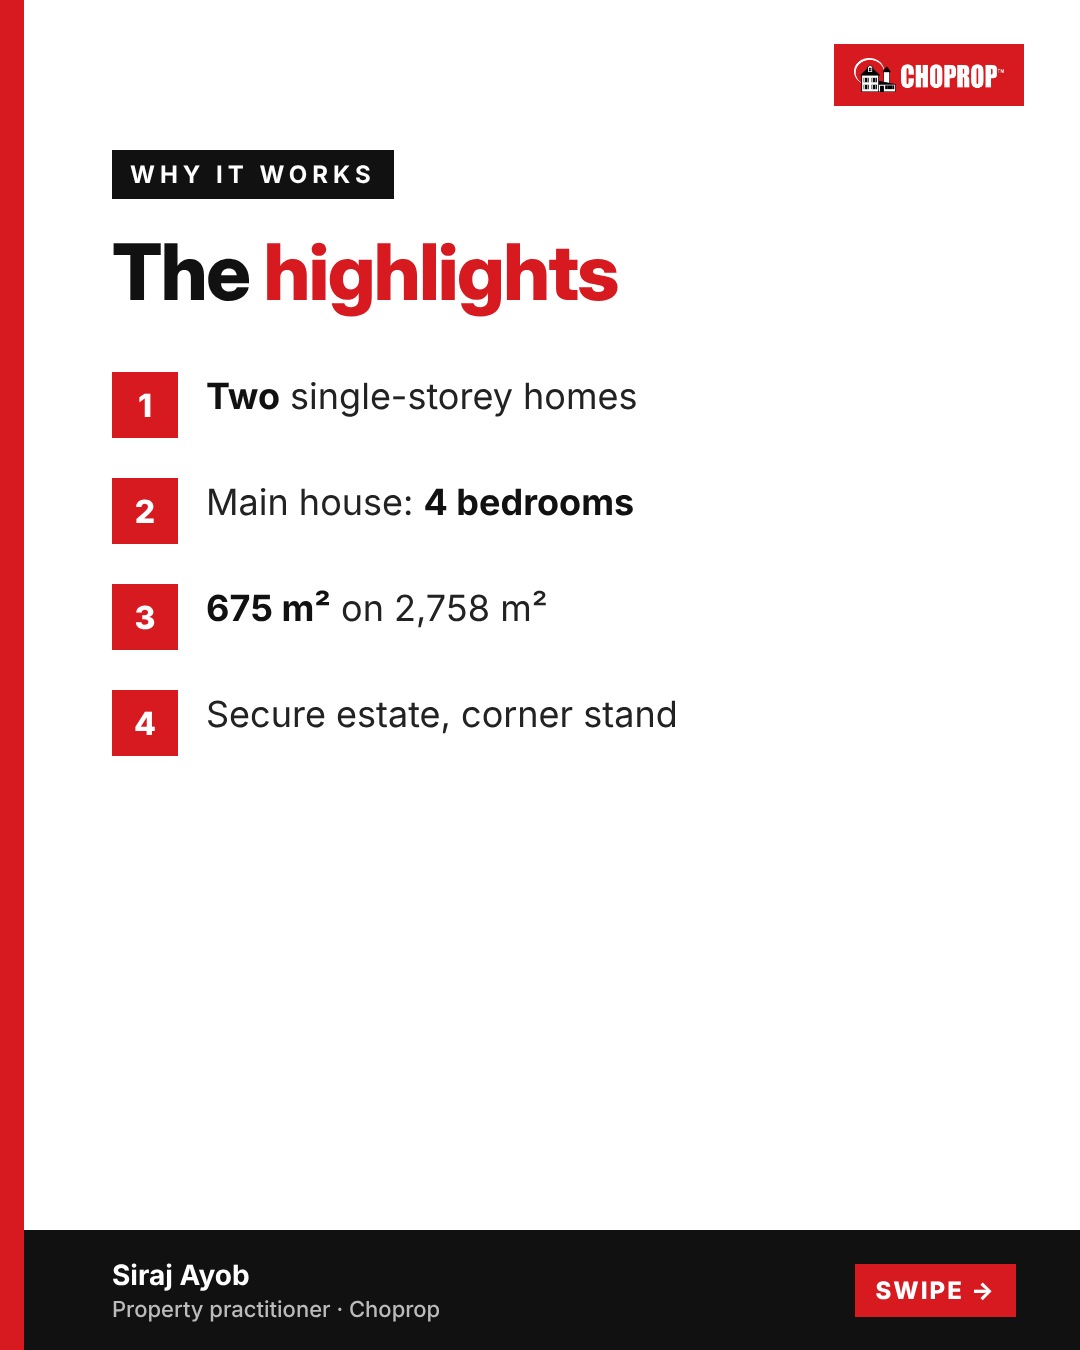 CHOPROP™
WHY IT WORKS
The highlights
1 Two single-storey homes
2 Main house: 4 bedrooms
3 675 m² on 2,758 m²
4 Secure estate, corner stand
Siraj Ayob
Property practitioner · Choprop
SWIPE →